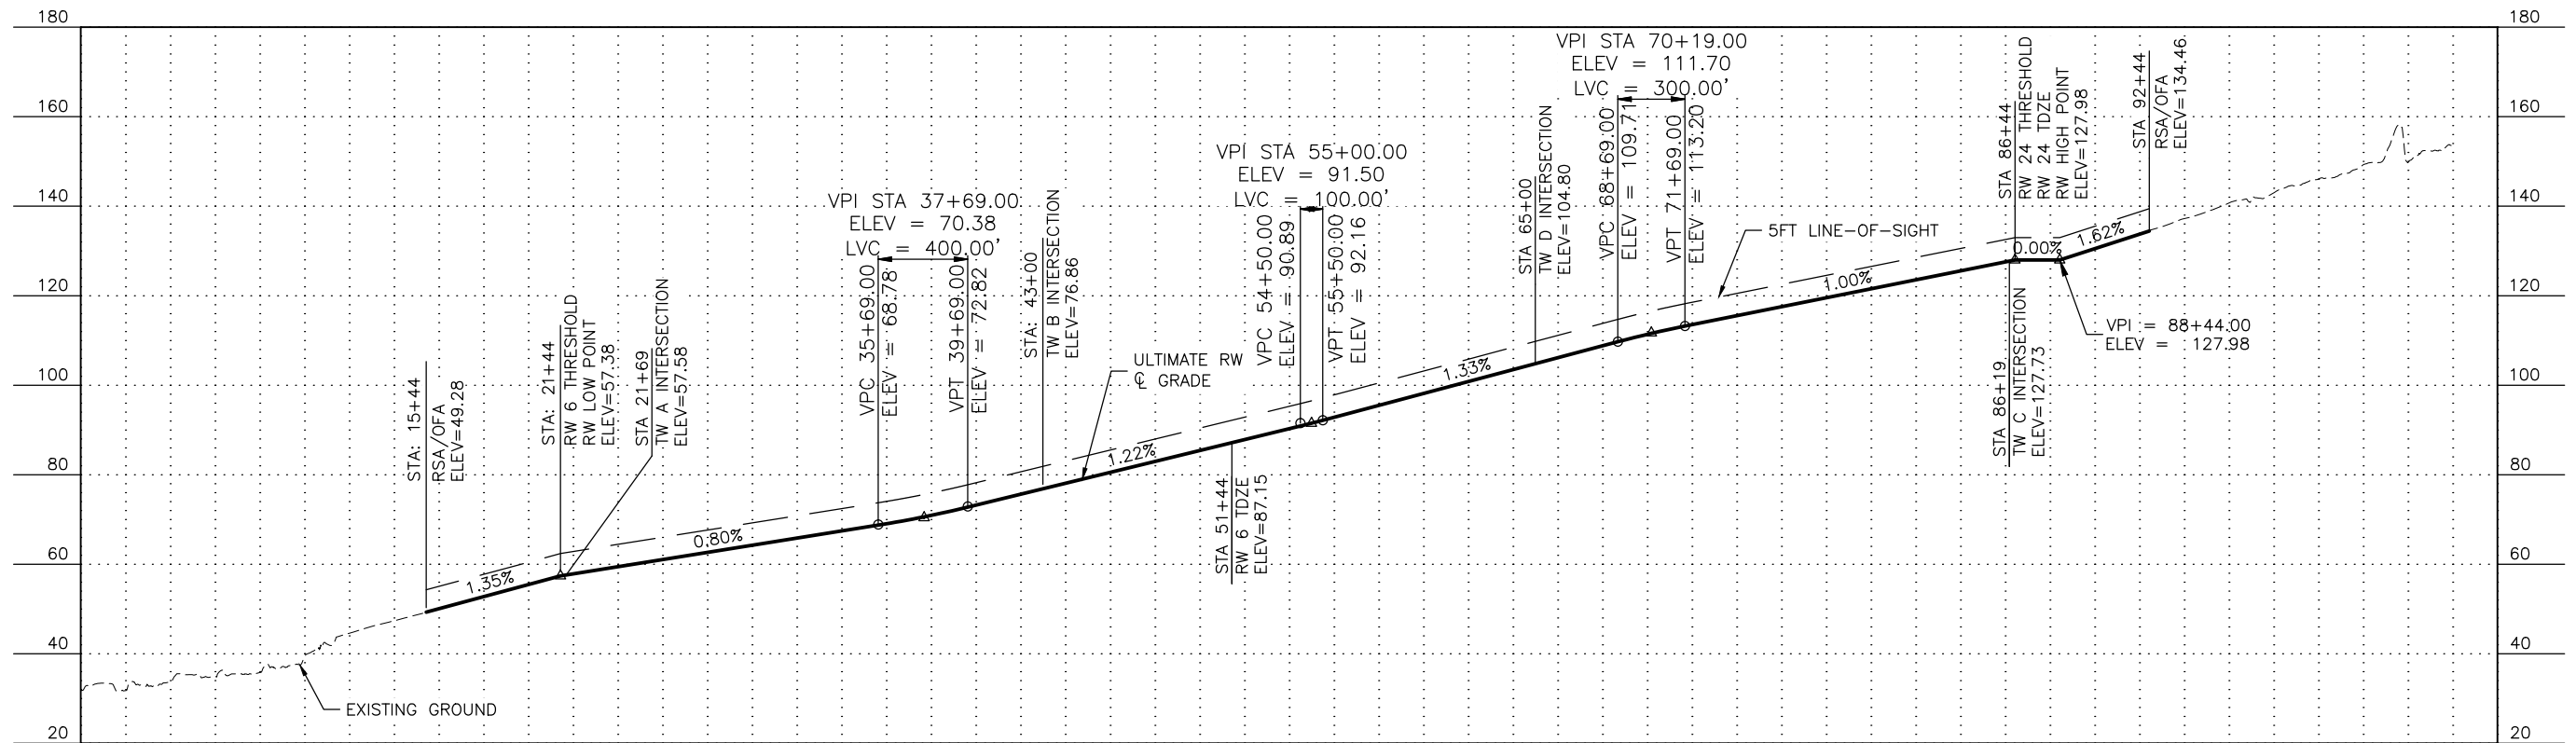 180
160
140
120
100
80
60
40
20
STA: 15+44
RSA/OFA
ELEV=49.28
1.35%
EXISTING GROUND
STA: 21+44
RW 6 THRESHOLD
RW LOW POINT
ELEV=57.38
STA 21+69
TW A INTERSECTION
ELEV=57.58
0.80%
VPI STA 37+69.00
ELEV = 70.38
LVC = 400.00'
VPC 35+69.00
ELEV = 68.78
VPT 39+69.00
ELEV = 72.82
STA: 43+00
TW B INTERSECTION
ELEV=76.86
ULTIMATE RW
℄ GRADE
1.22%
STA 51+44
RW 6 TDZE
ELEV=87.15
VPI STA 55+00.00
ELEV = 91.50
LVC = 100.00'
VPC 54+50.00
ELEV = 90.89
VPT 55+50.00
ELEV = 92.16
1.33%
STA 65+00
TW D INTERSECTION
ELEV=104.80
VPI STA 70+19.00
ELEV = 111.70
LVC = 300.00'
VPC 68+69.00
ELEV = 109.71
VPT 71+69.00
ELEV = 113.20
5FT LINE-OF-SIGHT
1.00%
STA 86+44
RW 24 THRESHOLD
RW 24 TDZE
RW HIGH POINT
ELEV=127.98
STA 86+19
TW C INTERSECTION
ELEV=127.73
0.00%
1.62%
VPI = 88+44.00
ELEV = 127.98
STA 92+44
RSA/OFA
ELEV=134.46
180
160
140
120
100
80
60
40
20